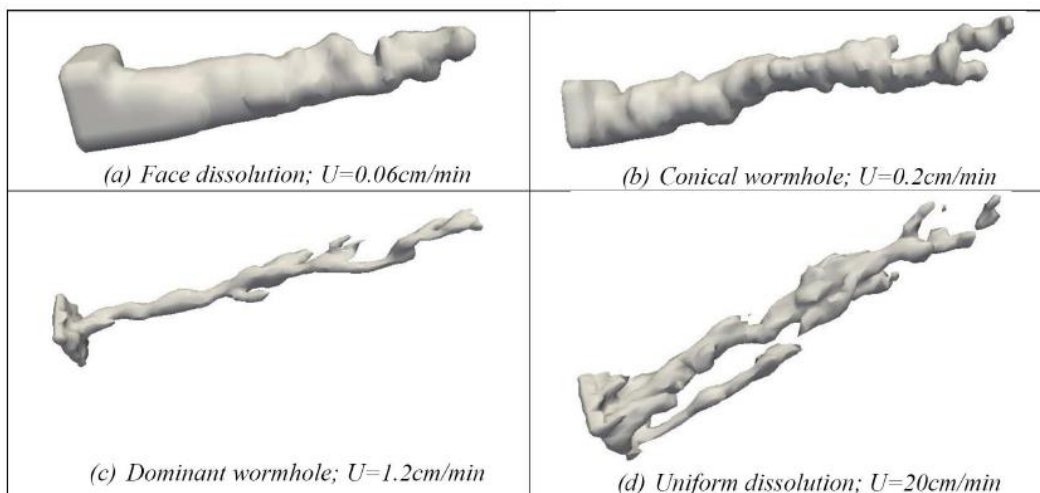 (a) Face dissolution; U=0.06cm/min
(b) Conical wormhole; U=0.2cm/min
(c) Dominant wormhole; U=1.2cm/min
(d) Uniform dissolution; U=20cm/min